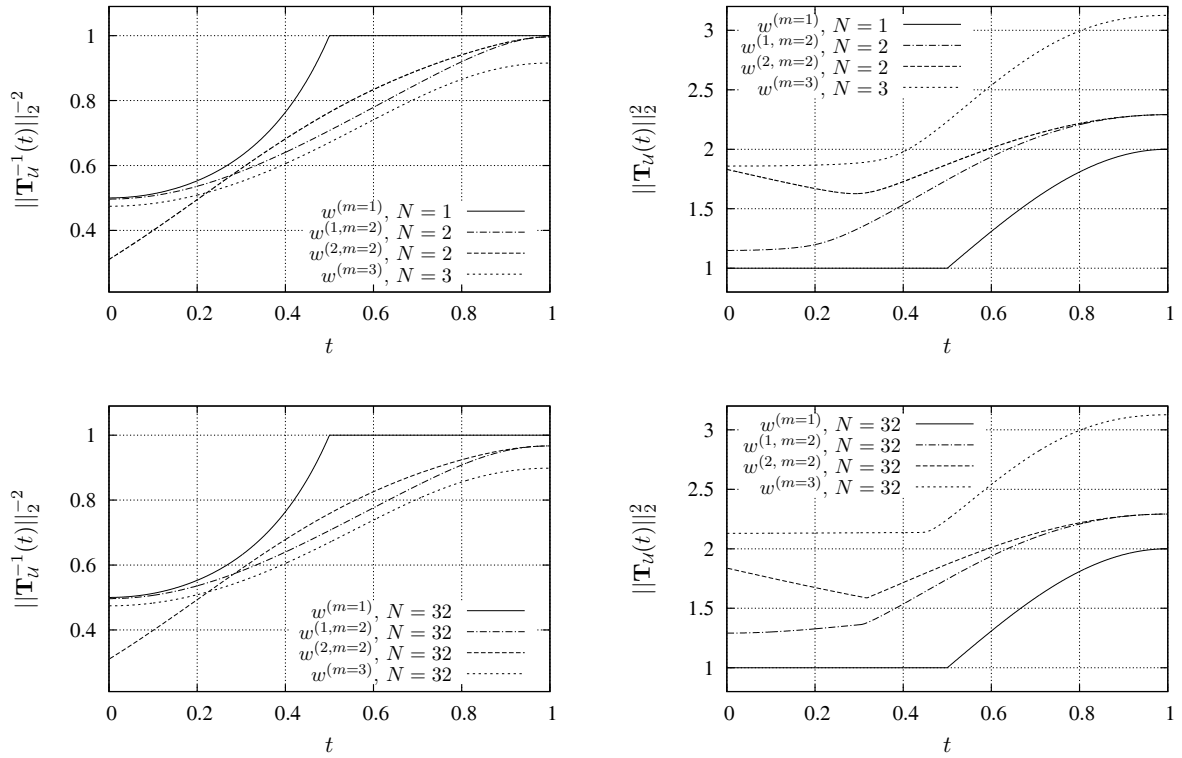 ||T_𝒰^{-1}(t)||_2^{-2}
1
0.8
0.6
0.4
w^{(m=1)}, N = 1
w^{(1,m=2)}, N = 2
w^{(2,m=2)}, N = 2
w^{(m=3)}, N = 3
0 0.2 0.4 0.6 0.8 1
t
||T_𝒰(t)||_2^2
3
2.5
2
1.5
1
w^{(m=1)}, N = 1
w^{(1, m=2)}, N = 2
w^{(2, m=2)}, N = 2
w^{(m=3)}, N = 3
0 0.2 0.4 0.6 0.8 1
t
||T_𝒰^{-1}(t)||_2^{-2}
1
0.8
0.6
0.4
w^{(m=1)}, N = 32
w^{(1,m=2)}, N = 32
w^{(2,m=2)}, N = 32
w^{(m=3)}, N = 32
0 0.2 0.4 0.6 0.8 1
t
||T_𝒰(t)||_2^2
3
2.5
2
1.5
1
w^{(m=1)}, N = 32
w^{(1, m=2)}, N = 32
w^{(2, m=2)}, N = 32
w^{(m=3)}, N = 32
0 0.2 0.4 0.6 0.8 1
t